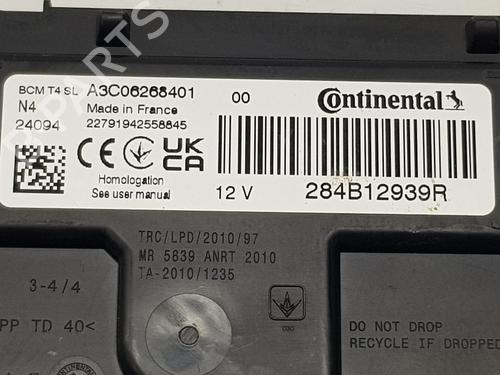 BCM T4 SL A3C06268401 00 Continental
N4 Made in France
24094 22791942558845
CE UK CA
Homologation
See user manual
12 V 284B12939R
TRC/LPD/2010/97
MR 5639 ANRT 2010
TA-2010/1235
3-4/4
PP TD 40<
DO NOT DROP
RECYCLE IF DROPPED